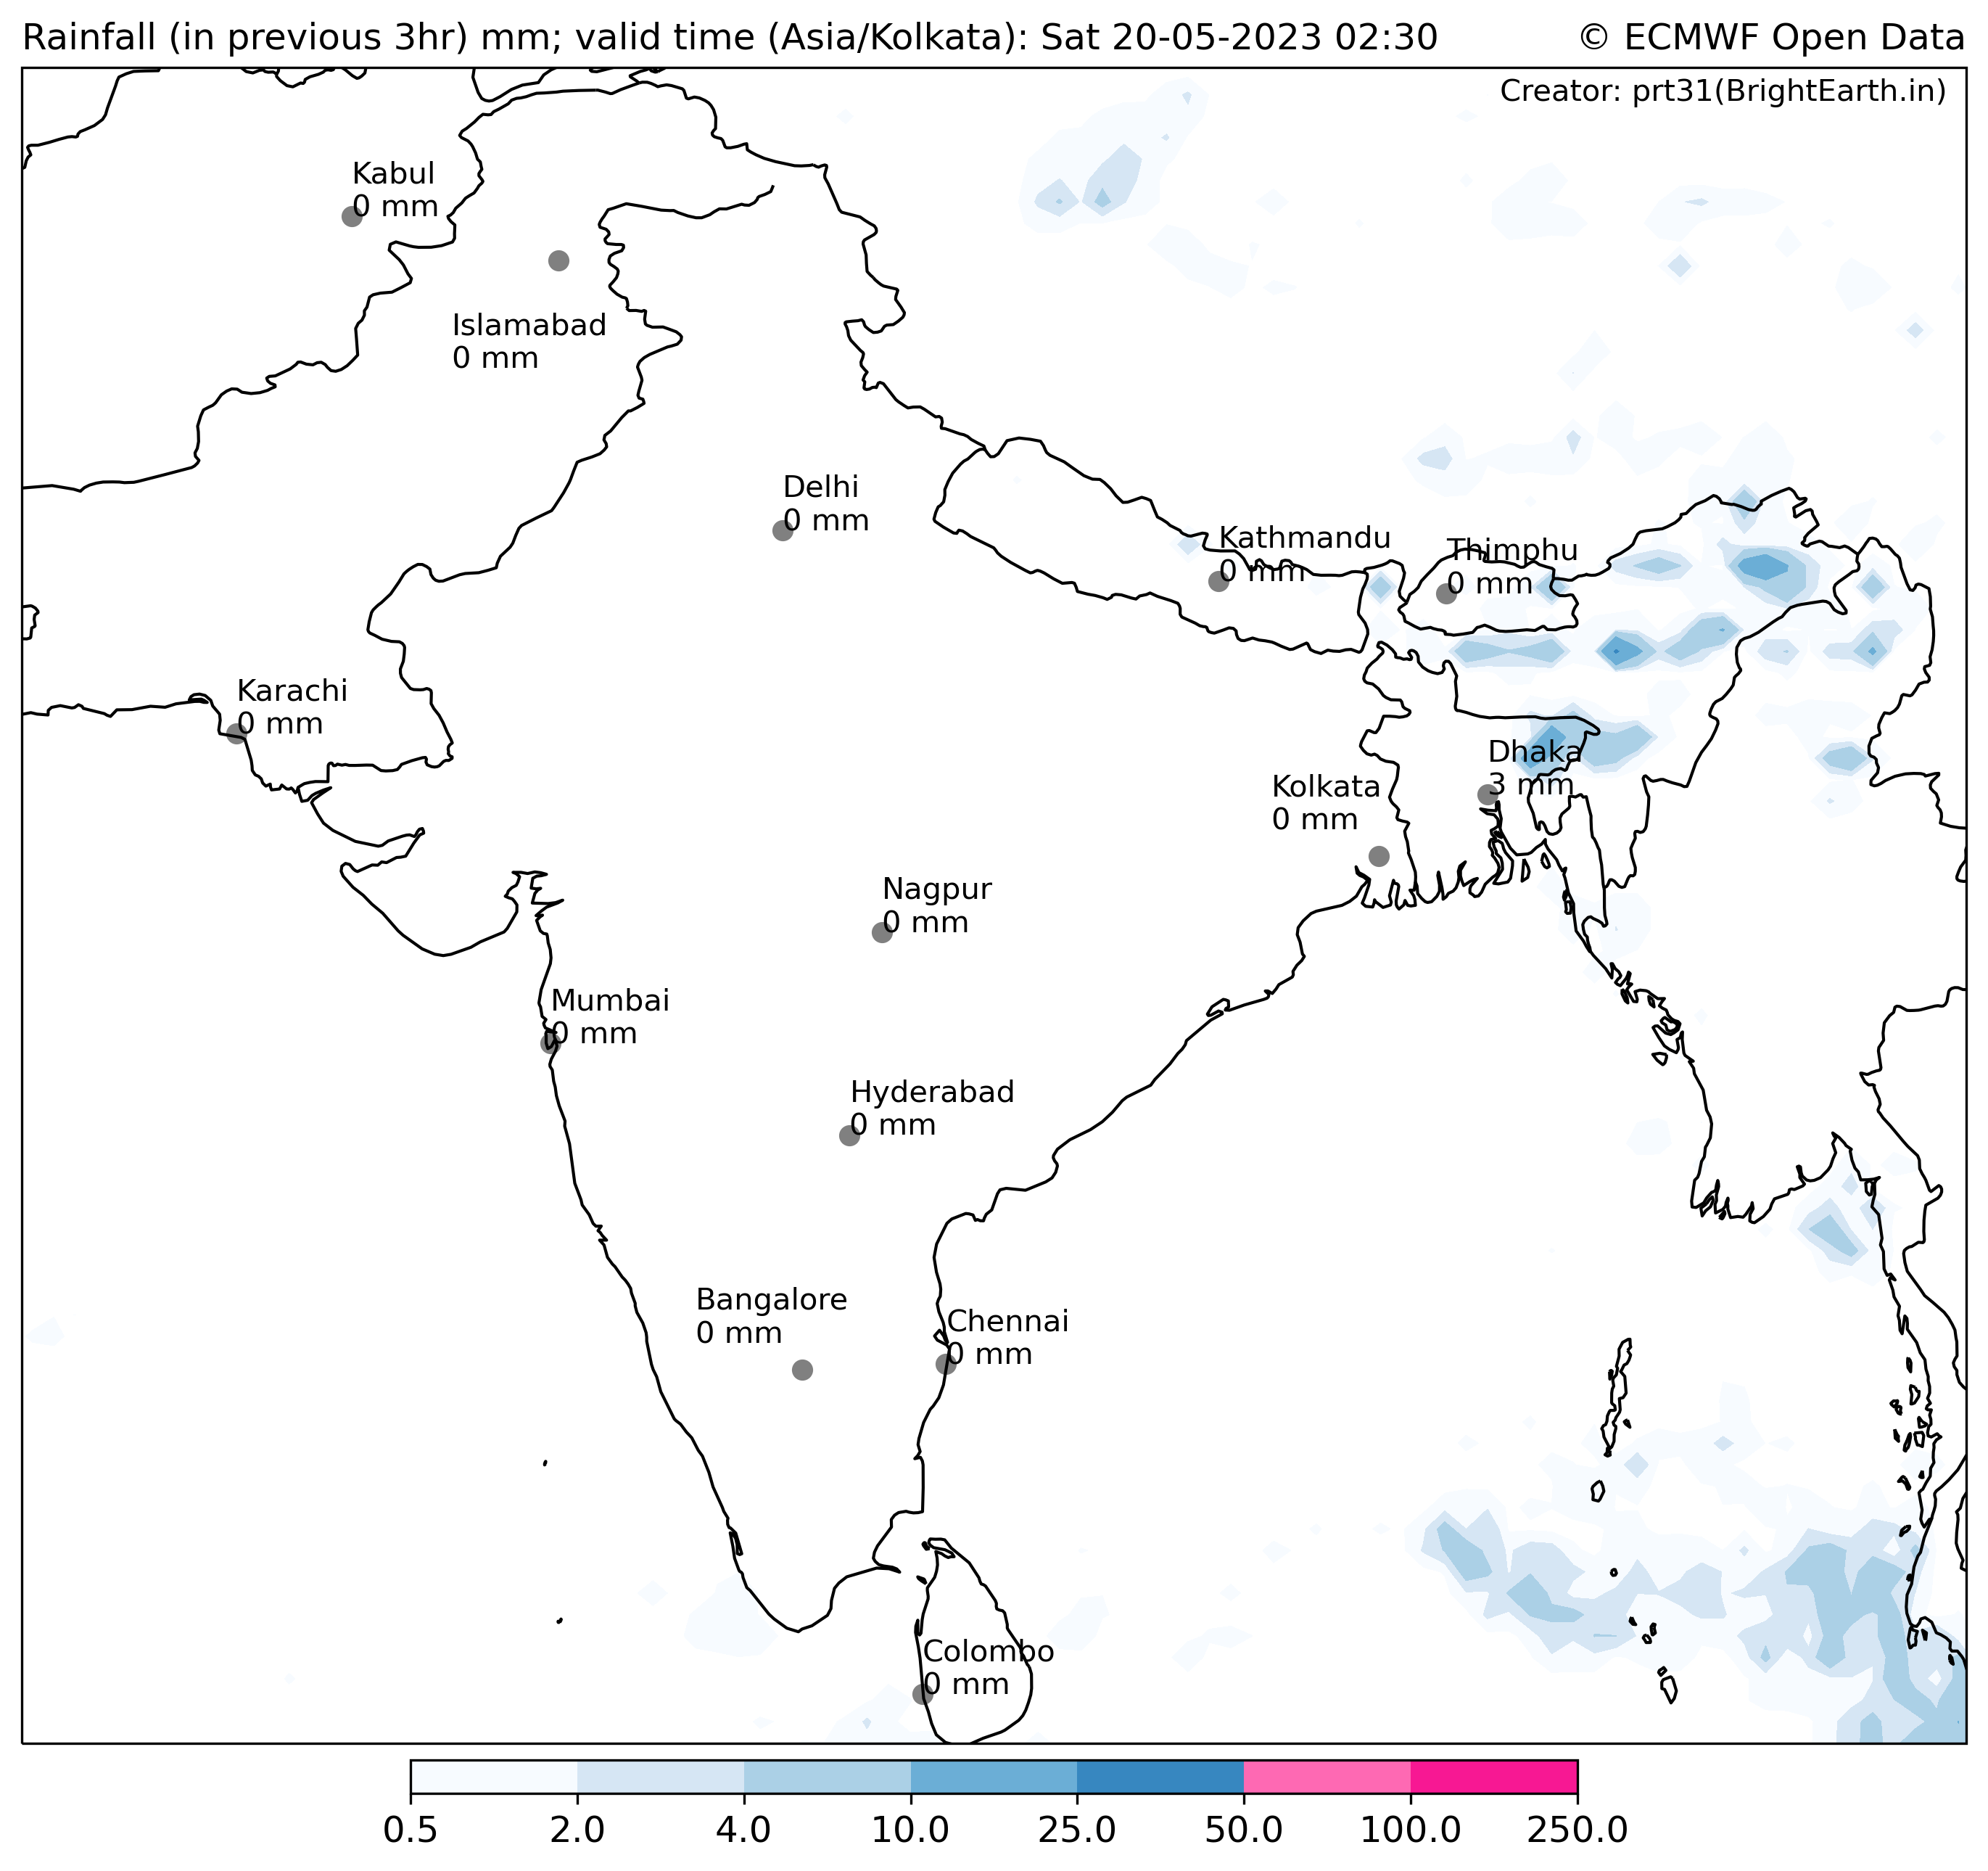 Rainfall (in previous 3hr) mm; valid time (Asia/Kolkata): Sat 20-05-2023 02:30
© ECMWF Open Data
Creator: prt31(BrightEarth.in)
Kabul
0 mm
Islamabad
0 mm
Delhi
0 mm
Kathmandu
0 mm
Thimphu
0 mm
Karachi
0 mm
Dhaka
3 mm
Kolkata
0 mm
Nagpur
0 mm
Mumbai
0 mm
Hyderabad
0 mm
Bangalore
0 mm
Chennai
0 mm
Colombo
0 mm
0.5 2.0 4.0 10.0 25.0 50.0 100.0 250.0